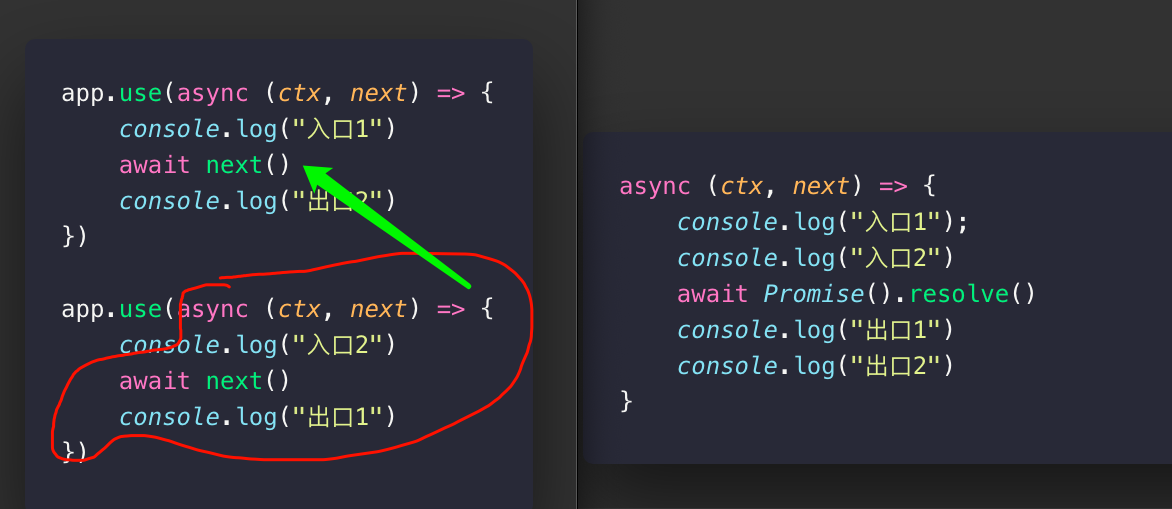 app.use(async (ctx, next) => {
    console.log("入口1")
    await next()
    console.log("出口2")
})
app.use(async (ctx, next) => {
    console.log("入口2")
    await next()
    console.log("出口1")
})
async (ctx, next) => {
    console.log("入口1");
    console.log("入口2")
    await Promise().resolve()
    console.log("出口1")
    console.log("出口2")
}